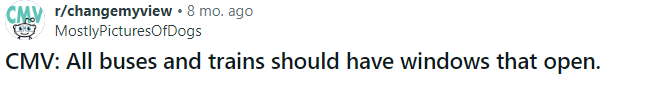 CMV
r/changemyview • 8 mo. ago
MostlyPicturesOfDogs
CMV: All buses and trains should have windows that open.